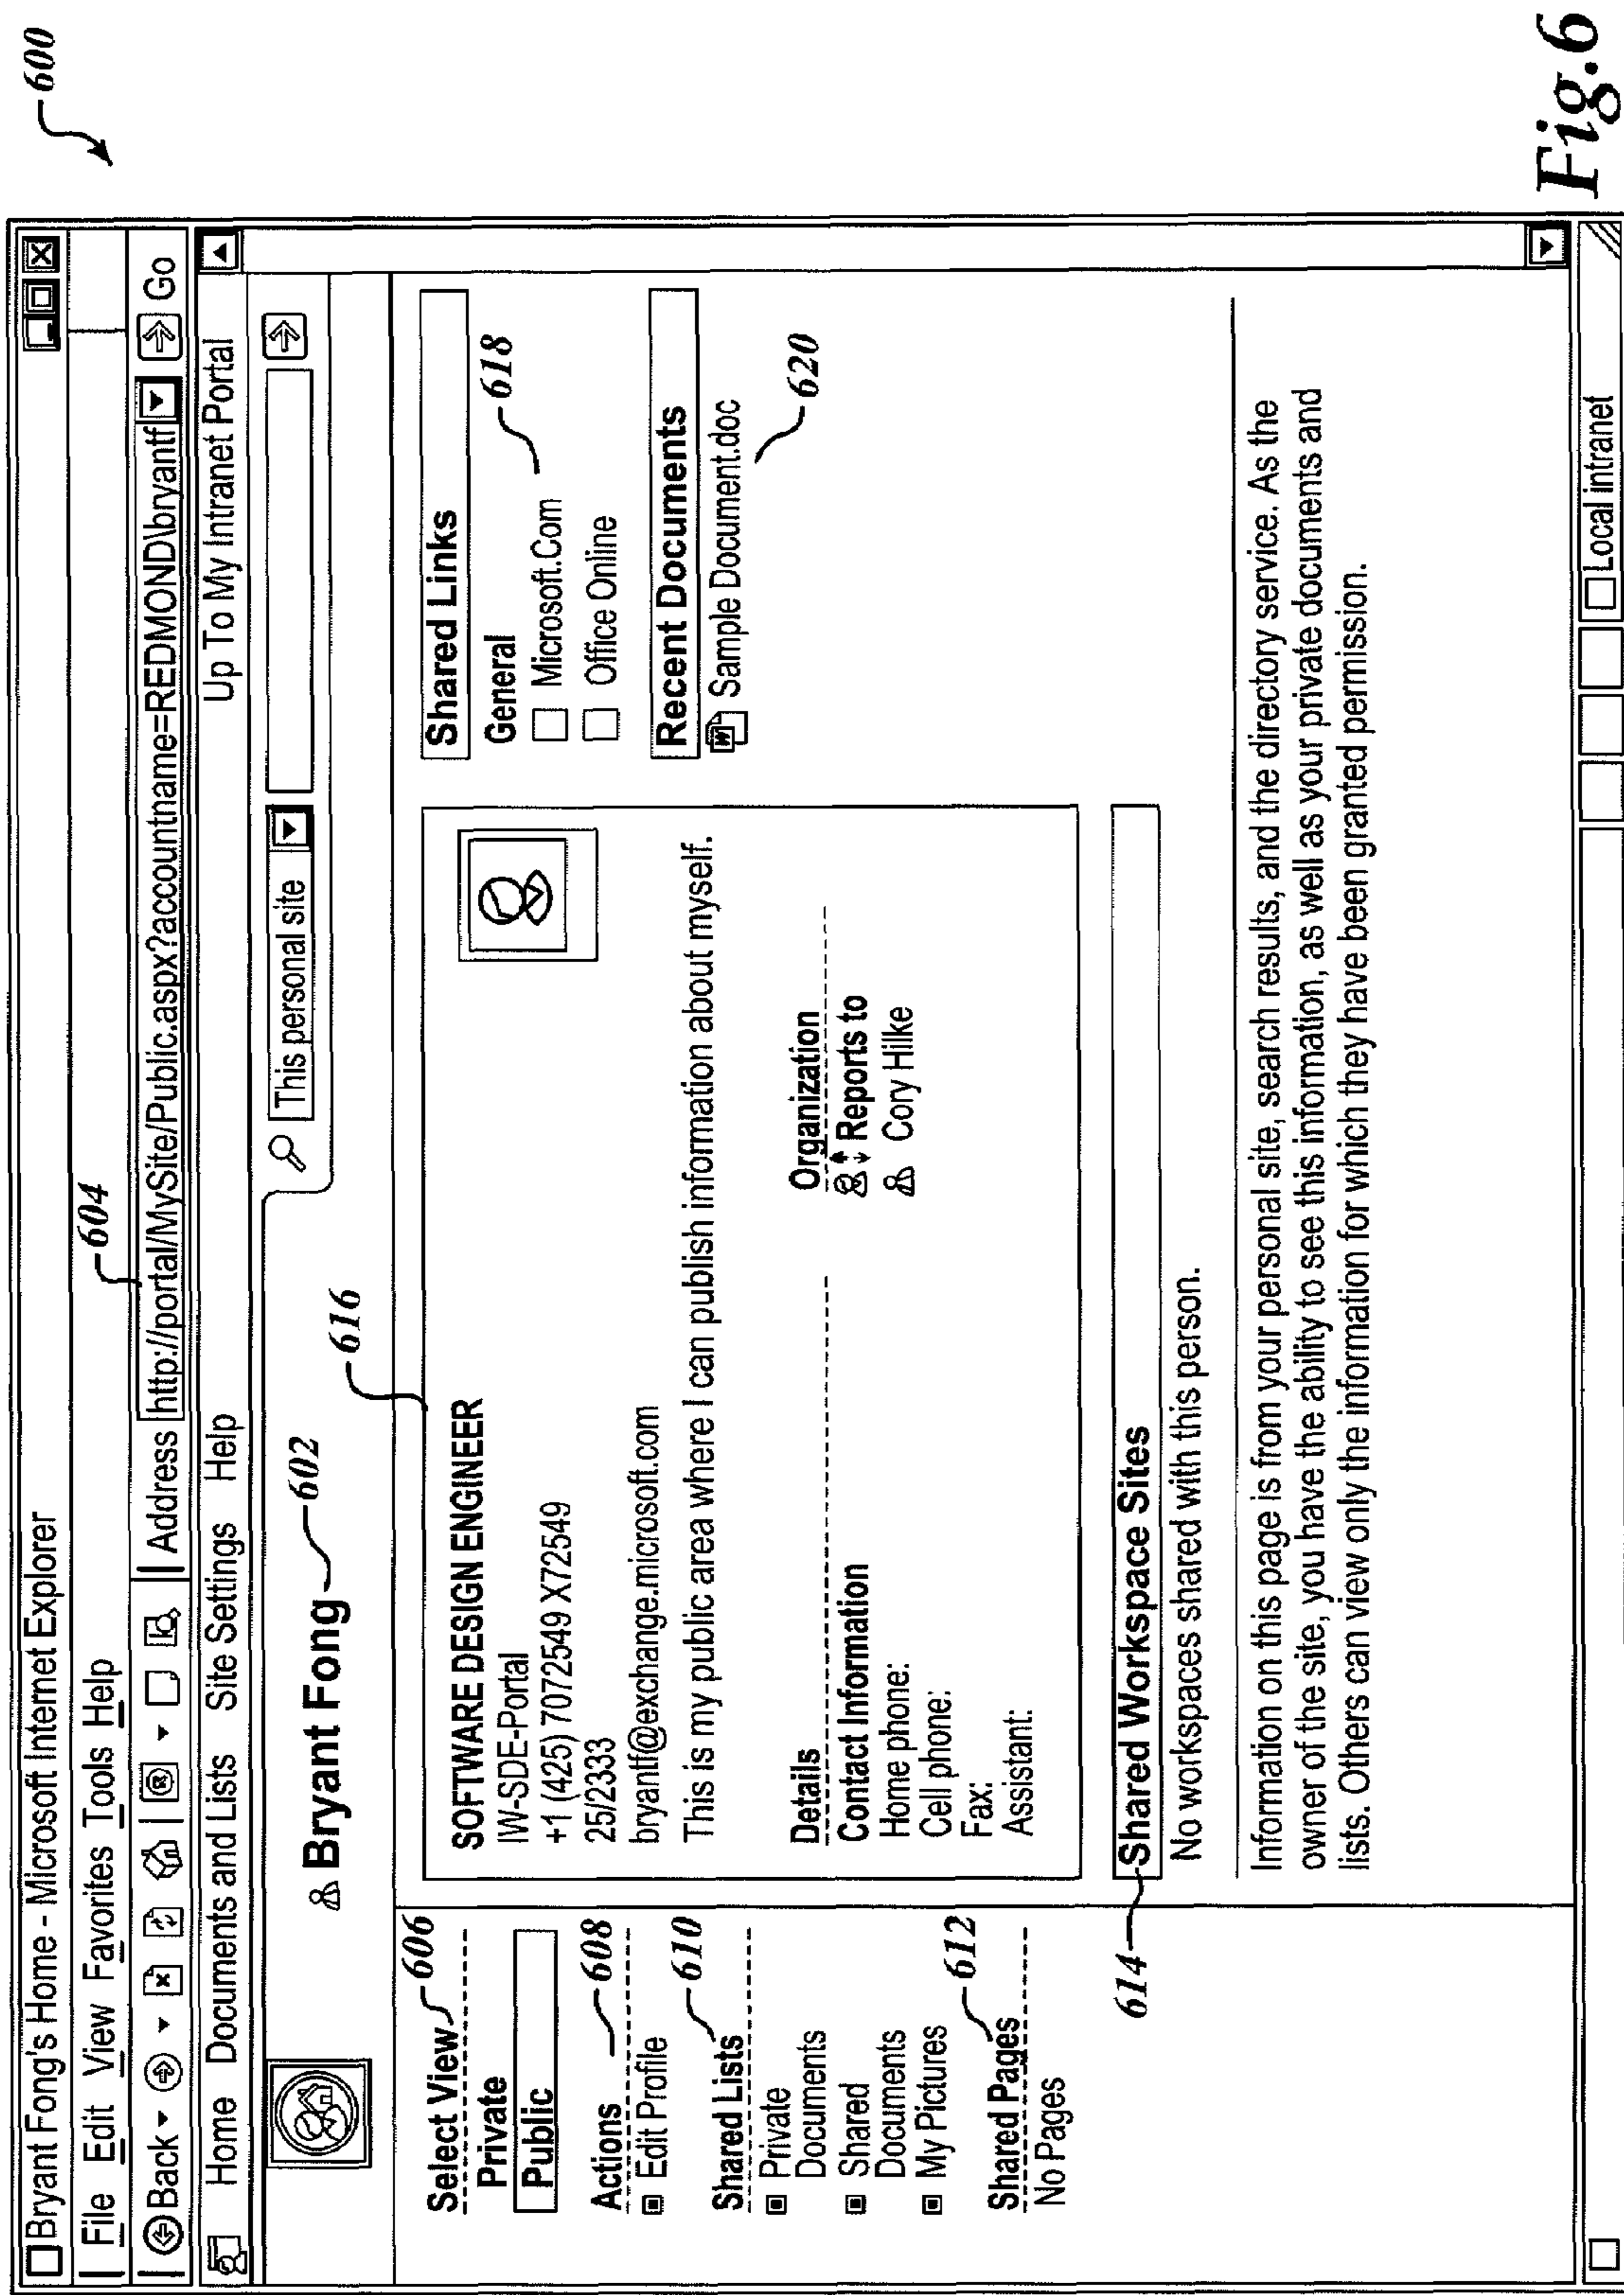 600
Bryant Fong's Home - Microsoft Internet Explorer
File Edit View Favorites Tools Help
604
Back Address http://portal/MySite/Public.aspx?accountname=REDMOND\bryantf Go
Home Documents and Lists Site Settings Help Up To My Intranet Portal
Bryant Fong 602
This personal site
616
Select View 606
Private
Public
Actions 608
Edit Profile
Shared Lists 610
Private
Documents
Shared
Documents
My Pictures
Shared Pages 612
No Pages
SOFTWARE DESIGN ENGINEER
IW-SDE-Portal
+1 (425) 7072549 X72549
25/2333
bryantf@exchange.microsoft.com
This is my public area where I can publish information about myself.
Details
Contact Information
Home phone:
Cell phone:
Fax:
Assistant:
Organization
Reports to
Cory Hilke
614 Shared Workspace Sites
No workspaces shared with this person.
Shared Links
General
618
Microsoft.Com
Office Online
Recent Documents
W Sample Document.doc
620
Information on this page is from your personal site, search results, and the directory service. As the
owner of the site, you have the ability to see this information, as well as your private documents and
lists. Others can view only the information for which they have been granted permission.
Local intranet
Fig.6